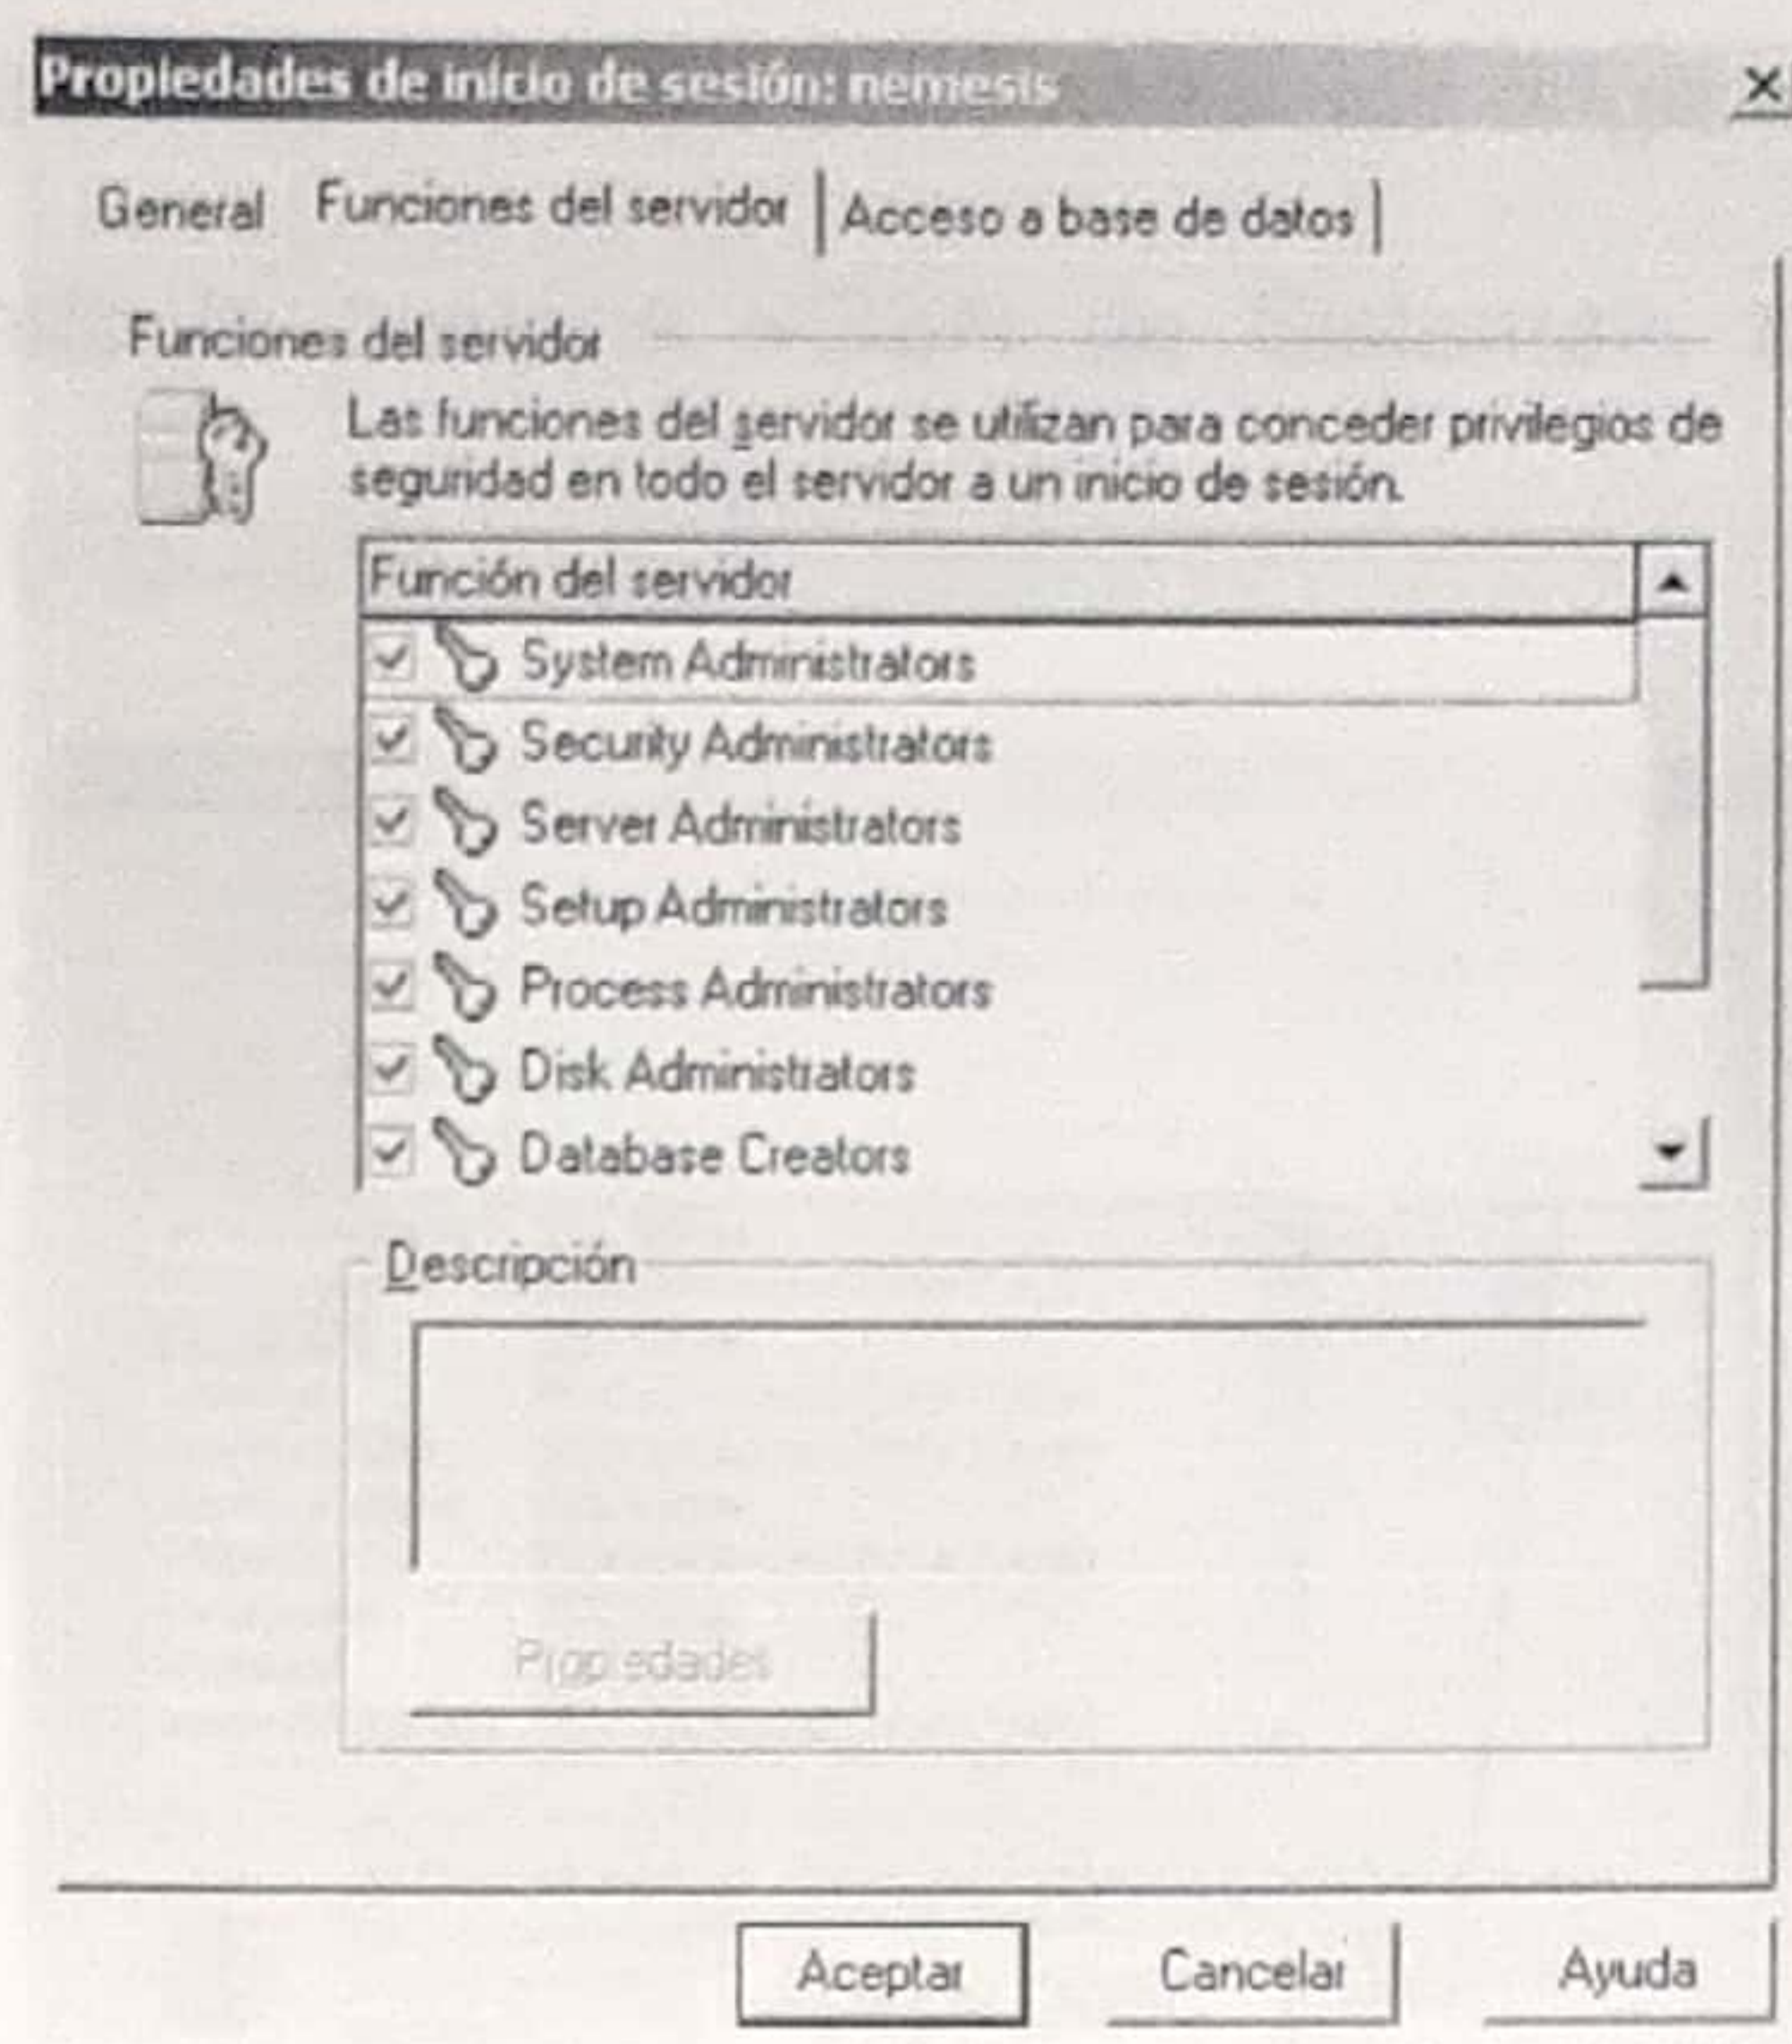 Propiedades de inicio de sesión: nemesis
General Funciones del servidor Acceso a base de datos
Funciones del servidor
Las funciones del servidor se utilizan para conceder privilegios de
seguridad en todo el servidor a un inicio de sesión.
Función del servidor
System Administrators
Security Administrators
Server Administrators
Setup Administrators
Process Administrators
Disk Administrators
Database Creators
Descripción
Propiedades
Aceptar Cancelar Ayuda